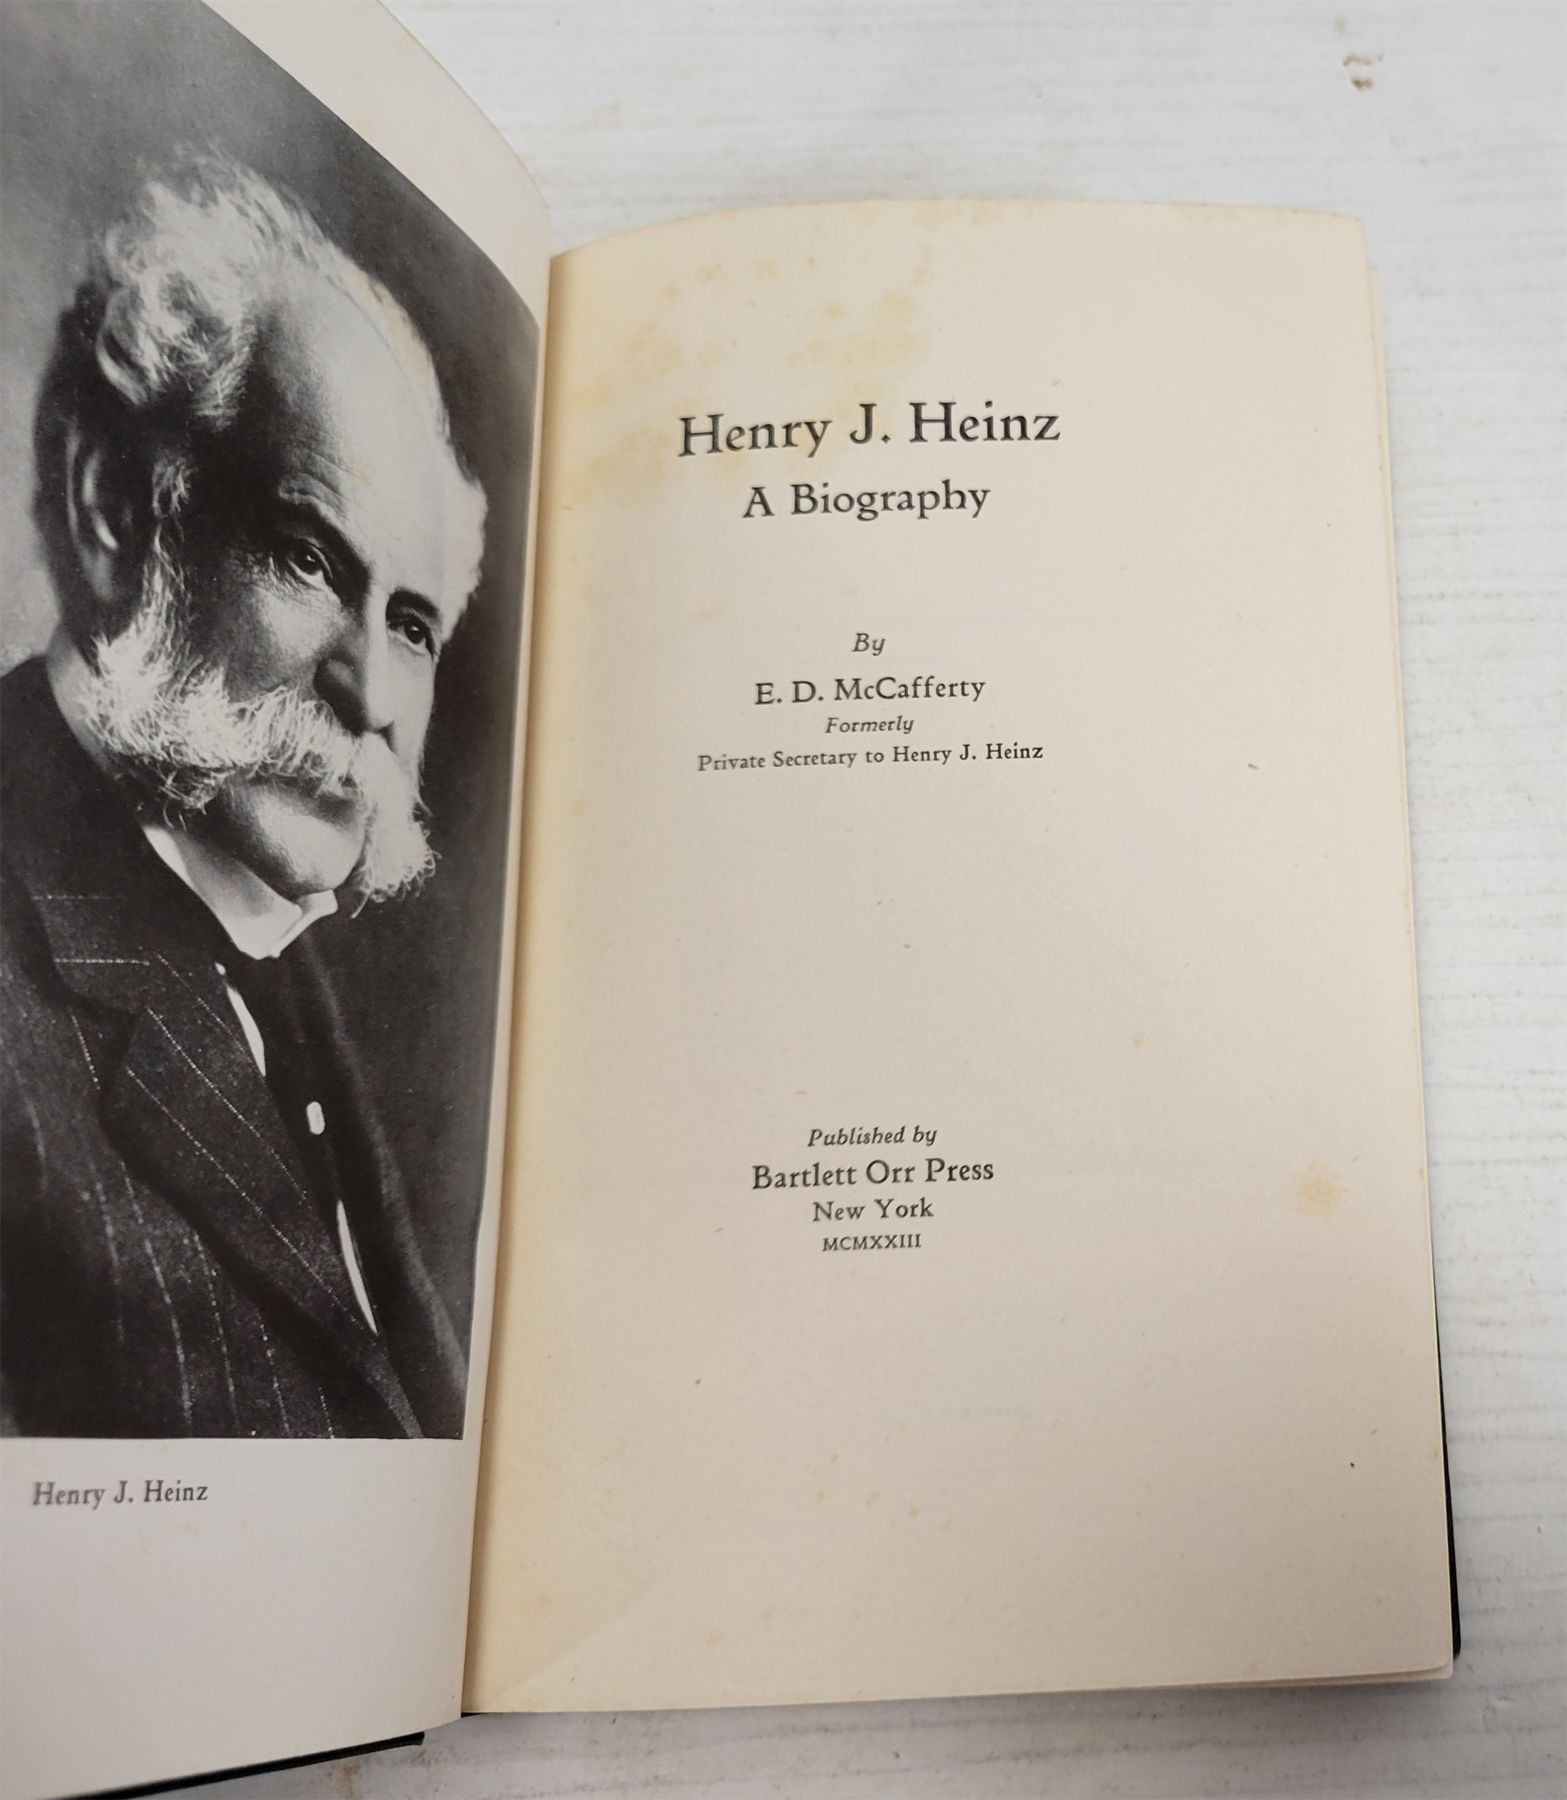 Henry J. Heinz
Henry J. Heinz
A Biography
By
E. D. McCafferty
Formerly
Private Secretary to Henry J. Heinz
Published by
Bartlett Orr Press
New York
MCMXXIII